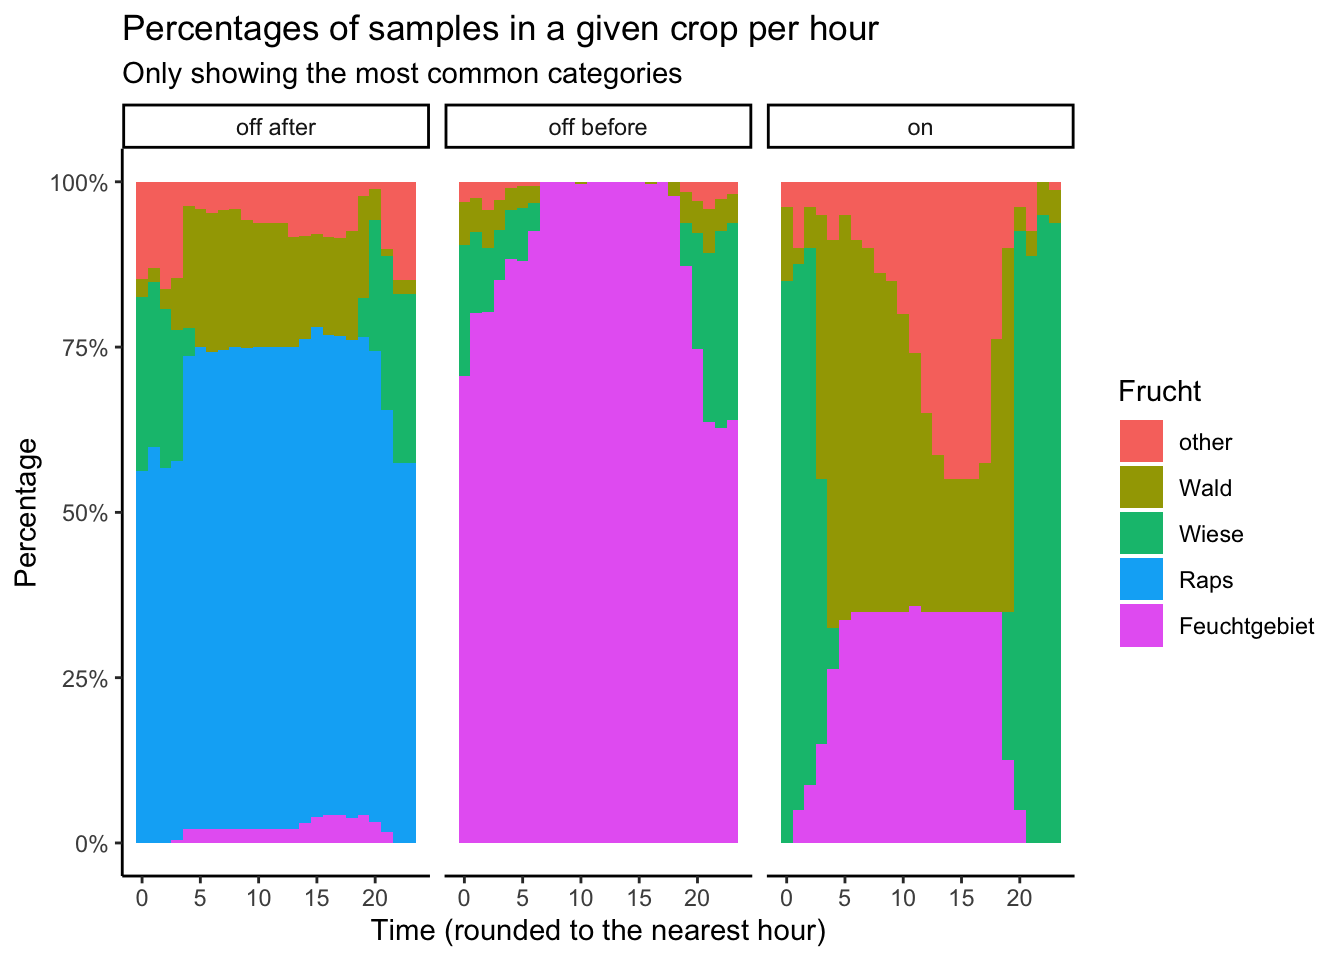 Percentages of samples in a given crop per hour
Only showing the most common categories
off after
off before
on
100%
75%
50%
25%
0%
Percentage
0 5 10 15 20
0 5 10 15 20
0 5 10 15 20
Time (rounded to the nearest hour)
Frucht
other
Wald
Wiese
Raps
Feuchtgebiet